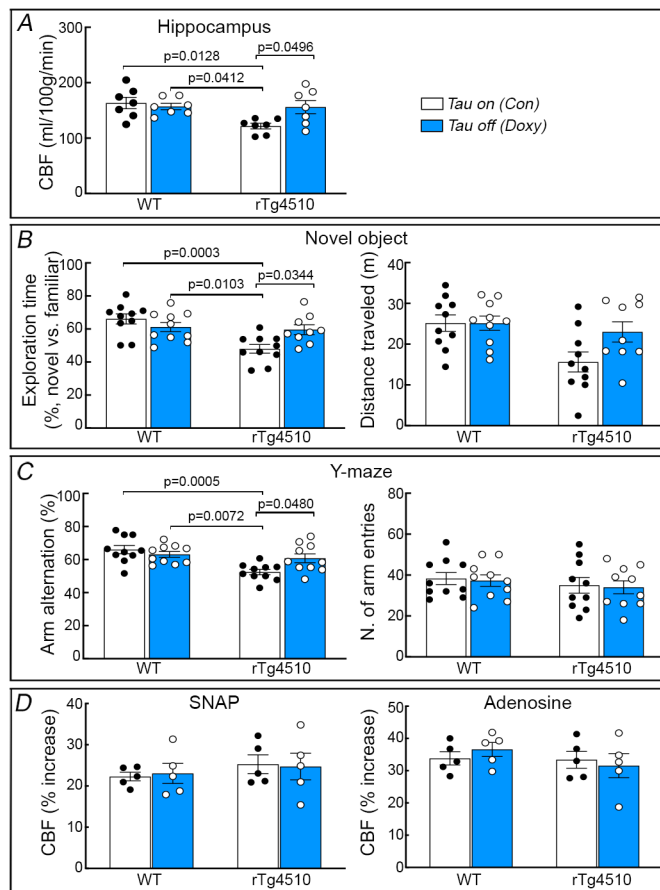 A
Hippocampus
p=0.0128
p=0.0496
p=0.0412
CBF (ml/100g/min)
300
200
100
0
WT
rTg4510
Tau on (Con)
Tau off (Doxy)
B
Novel object
p=0.0003
p=0.0103
p=0.0344
Exploration time
(%, novel vs. familiar)
100
80
60
40
20
0
WT
rTg4510
Distance traveled (m)
40
30
20
10
0
WT
rTg4510
C
Y-maze
p=0.0005
p=0.0072
p=0.0480
Arm alternation (%)
100
80
60
40
20
0
WT
rTg4510
N. of arm entries
80
60
40
20
0
WT
rTg4510
D
SNAP
CBF (% increase)
40
30
20
10
0
WT
rTg4510
Adenosine
CBF (% increase)
50
40
30
20
10
0
WT
rTg4510